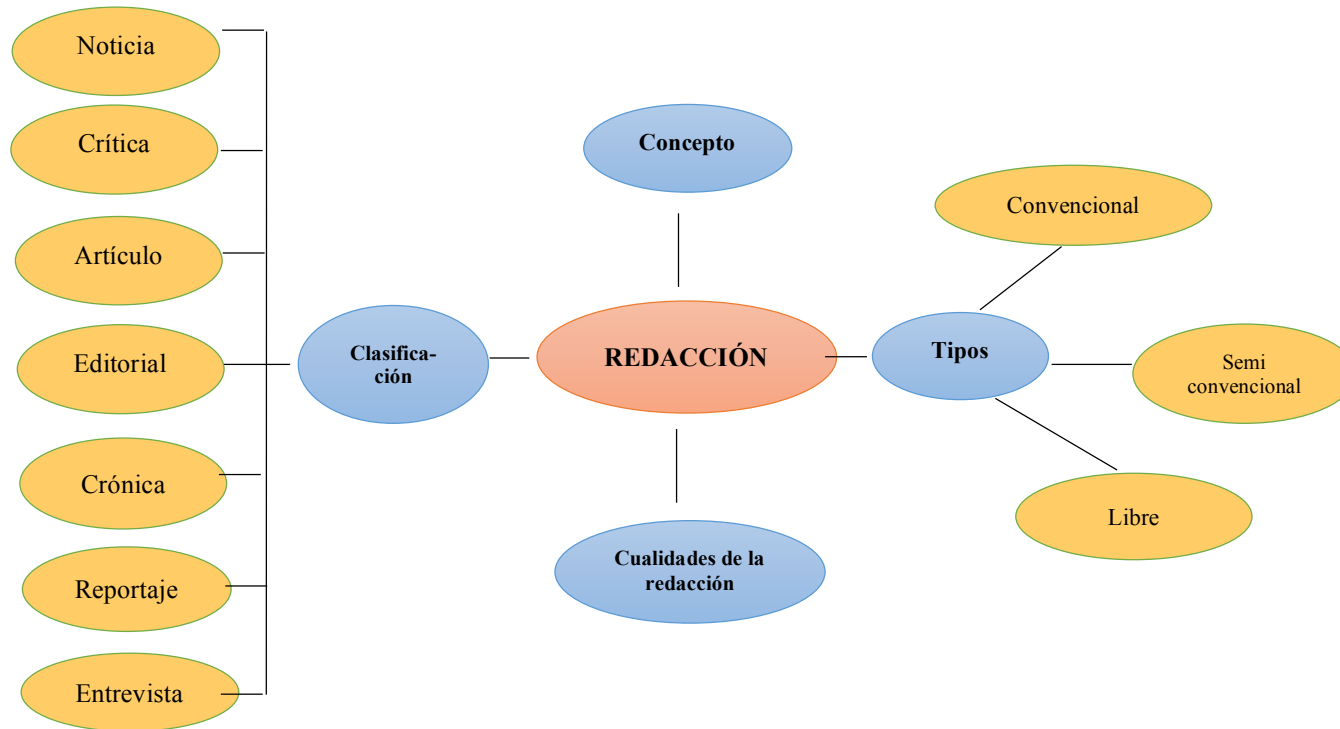 Noticia
Crítica
Artículo
Editorial
Crónica
Reportaje
Entrevista
Clasifica-
ción
Concepto
REDACCIÓN
Cualidades de la
redacción
Tipos
Convencional
Semi
convencional
Libre